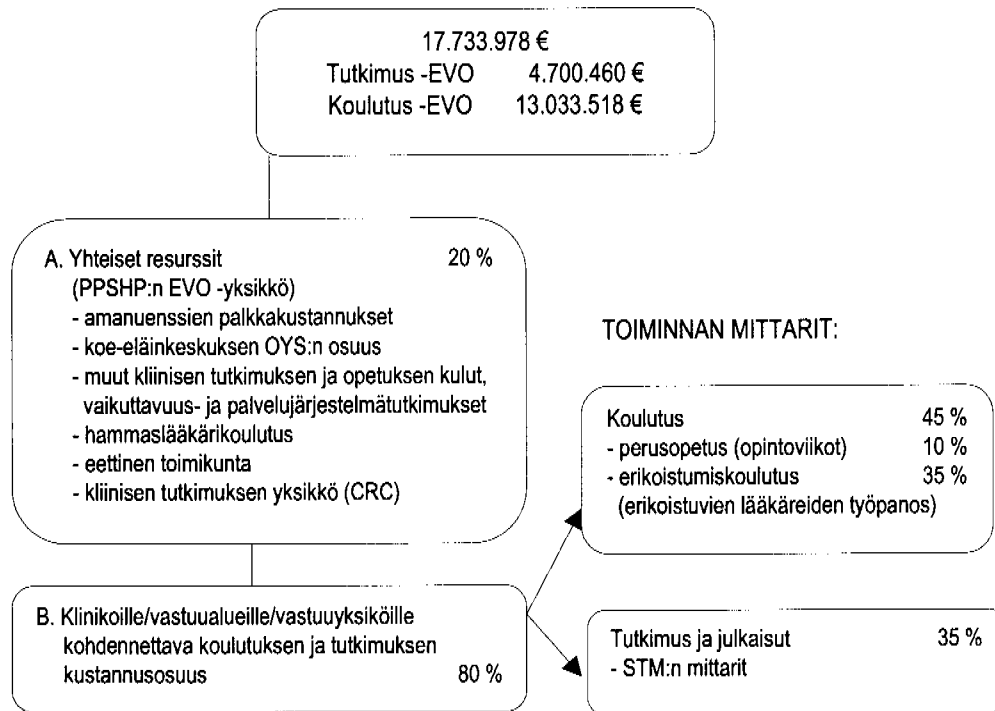 17.733.978 €
Tutkimus -EVO 4.700.460 €
Koulutus -EVO 13.033.518 €
A. Yhteiset resurssit 20 %
(PPSHP:n EVO -yksikkö)
- amanuenssien palkkakustannukset
- koe-eläinkeskuksen OYS:n osuus
- muut kliinisen tutkimuksen ja opetuksen kulut,
vaikuttavuus- ja palvelujärjestelmätutkimukset
- hammaslääkärikoulutus
- eettinen toimikunta
- kliinisen tutkimuksen yksikkö (CRC)
B. Klinikoille/vastuualueille/vastuuyksiköille
kohdennettava koulutuksen ja tutkimuksen
kustannusosuus 80 %
TOIMINNAN MITTARIT:
Koulutus 45 %
- perusopetus (opintoviikot) 10 %
- erikoistumiskoulutus 35 %
(erikoistuvien lääkäreiden työpanos)
Tutkimus ja julkaisut 35 %
- STM:n mittarit